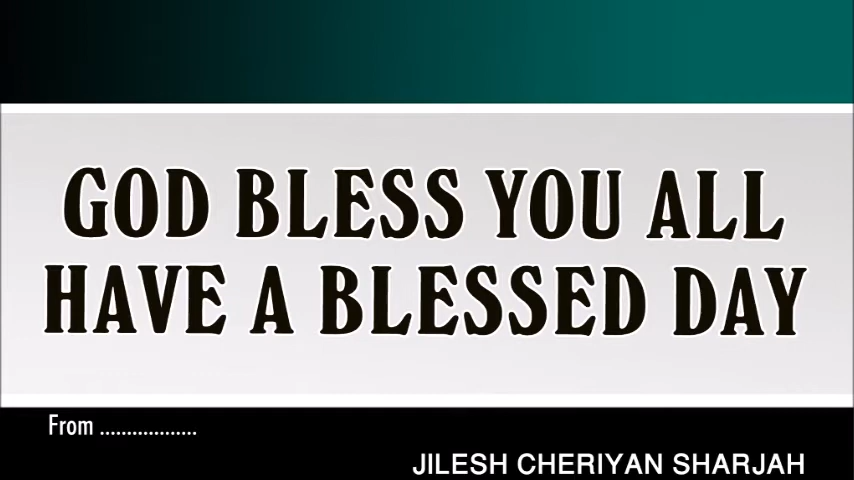 GOD BLESS YOU ALL
HAVE A BLESSED DAY
From ..................
JILESH CHERIYAN SHARJAH